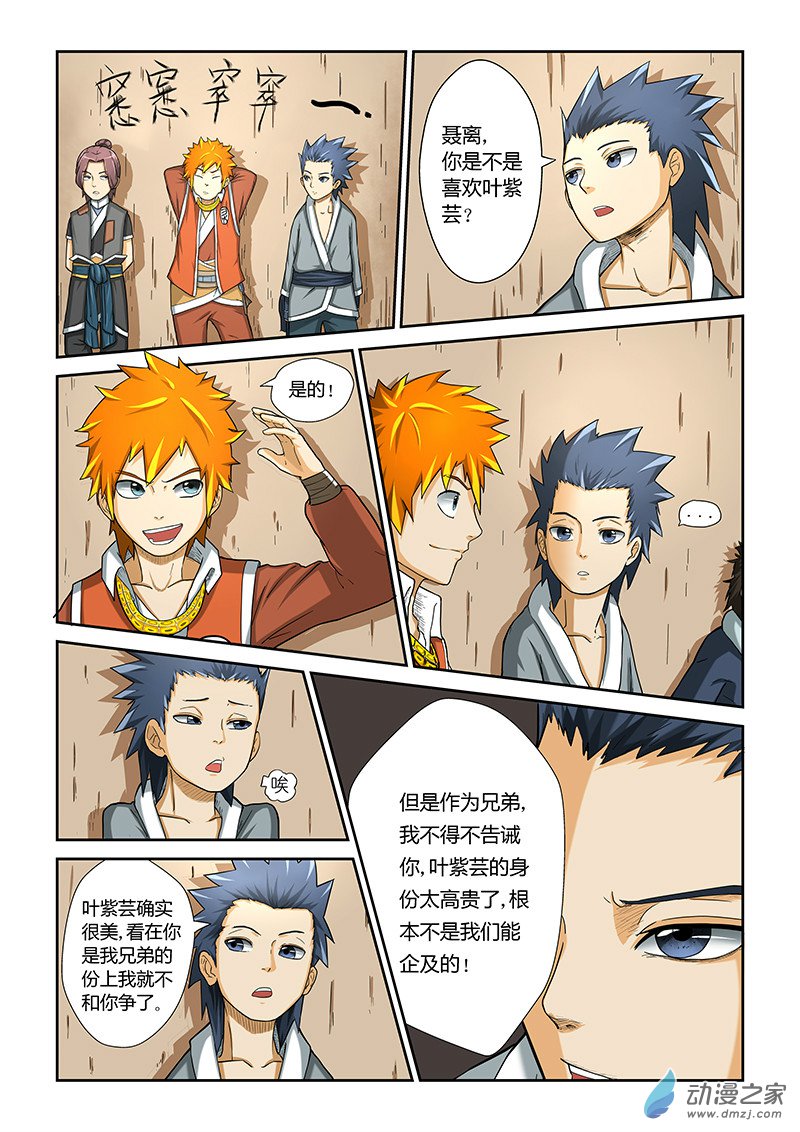 窸窸窣窣
聂离，
你是不是
喜欢叶紫
芸？
是的！
…
唉
叶紫芸确实
很美，看在你
是我兄弟的
份上我就不
和你争了。
但是作为兄弟，
我不得不告诫
你，叶紫芸的身
份太高贵了，根
本不是我们能
企及的！
动漫之家
www.dmzj.com